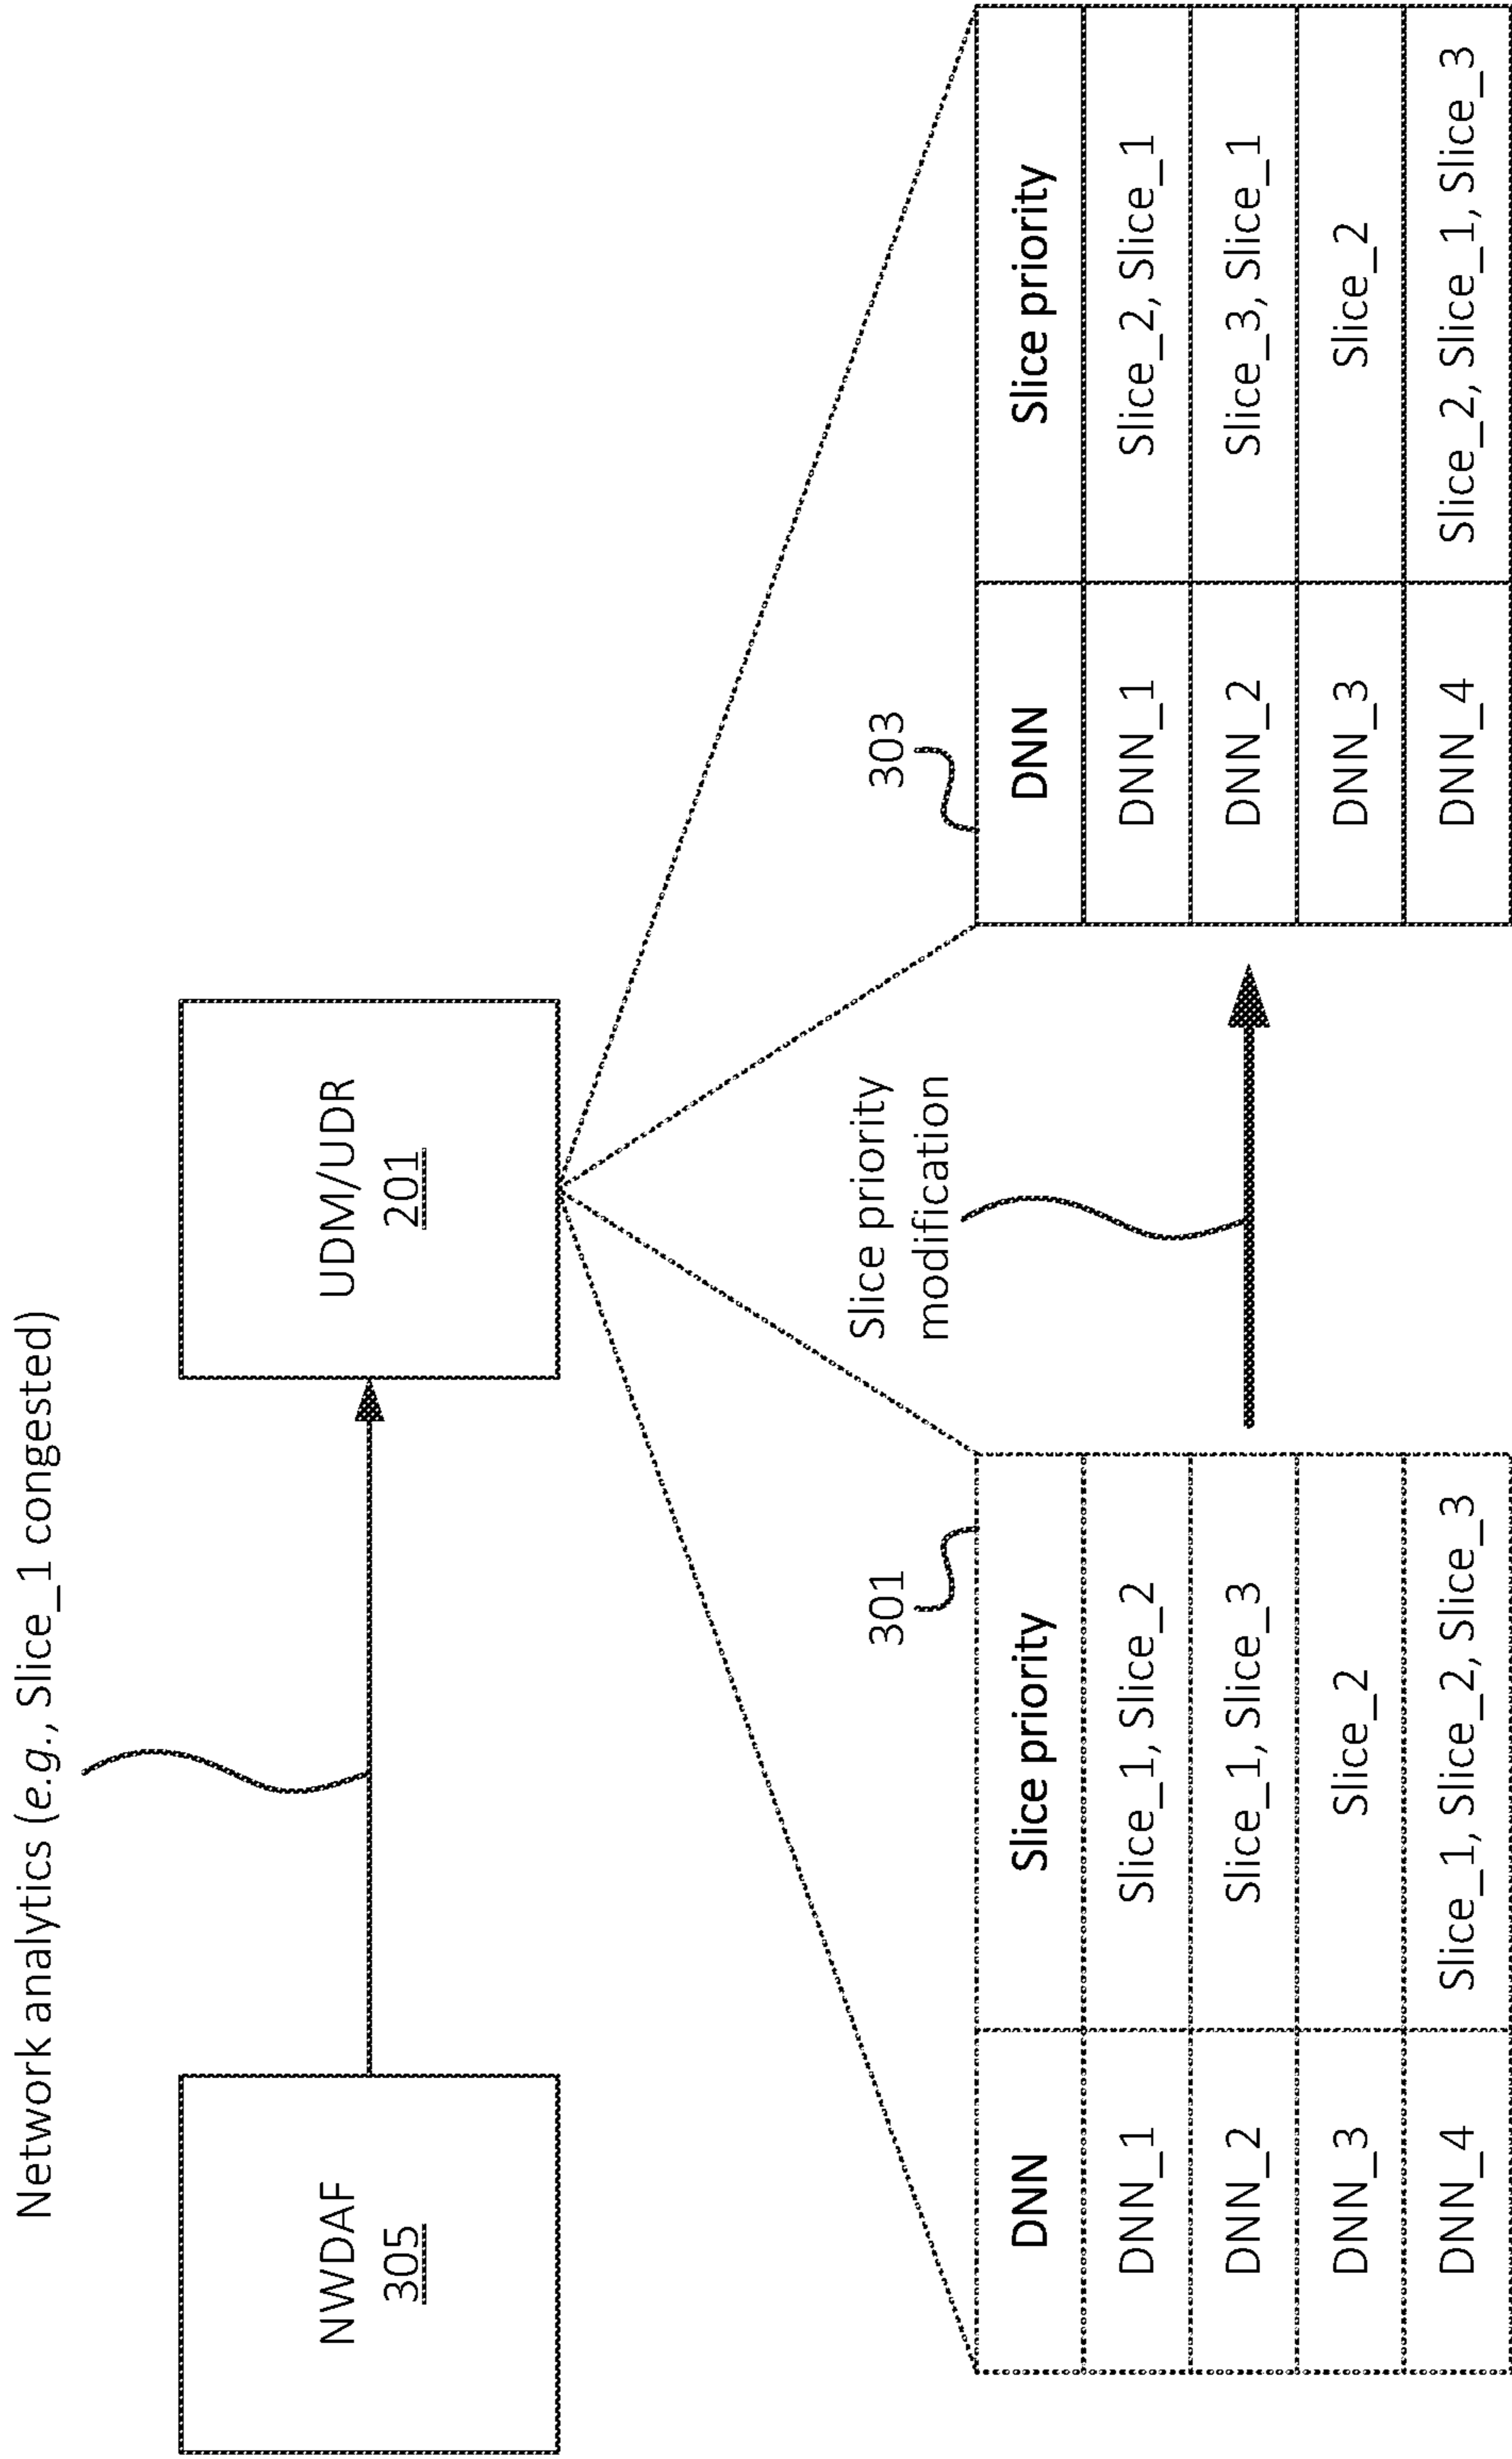 Network analytics (e.g., Slice_1 congested)
NWDAF
305
UDM/UDR
201
Slice priority
modification
301
DNN Slice priority
DNN_1 Slice_1, Slice_2
DNN_2 Slice_1, Slice_3
DNN_3 Slice_2
DNN_4 Slice_1, Slice_2, Slice_3
303
DNN Slice priority
DNN_1 Slice_2, Slice_1
DNN_2 Slice_3, Slice_1
DNN_3 Slice_2
DNN_4 Slice_2, Slice_1, Slice_3